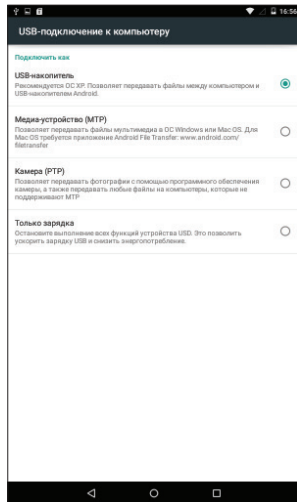 16:56
USB-подключение к компьютеру
Подключить как
USB-накопитель
Рекомендуется ОС XP. Позволяет передавать файлы между компьютером и
USB-накопителем Android.
Медиа-устройство (MTP)
Позволяет передавать файлы мультимедиа в ОС Windows или Mac OS. Для
Mac OS требуется приложение Android File Transfer: www.android.com/
filetransfer
Камера (PTP)
Позволяет передавать фотографии с помощью программного обеспечения
камеры, а также передавать любые файлы на компьютеры, которые не
поддерживают MTP
Только зарядка
Остановите выполнение всех функций устройства USD. Это позволить
ускорить зарядку USB и снизить энергопотребление.